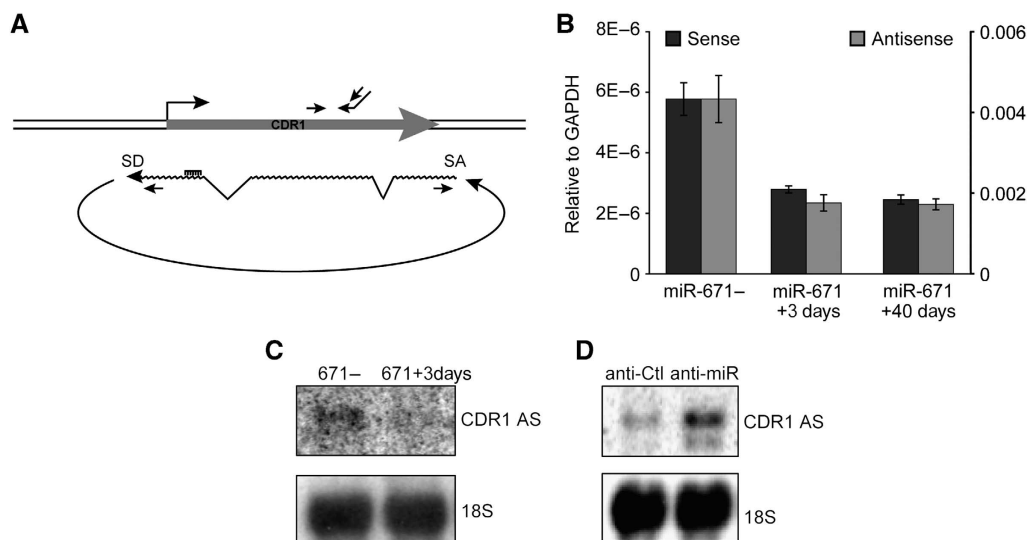 A
CDR1
SD
SA
B
8E–6
6E–6
4E–6
2E–6
0
Relative to GAPDH
Sense
Antisense
0.006
0.004
0.002
0
miR-671–
miR-671
+3 days
miR-671
+40 days
C
671– 671+3days
CDR1 AS
18S
D
anti-Ctl anti-miR
CDR1 AS
18S